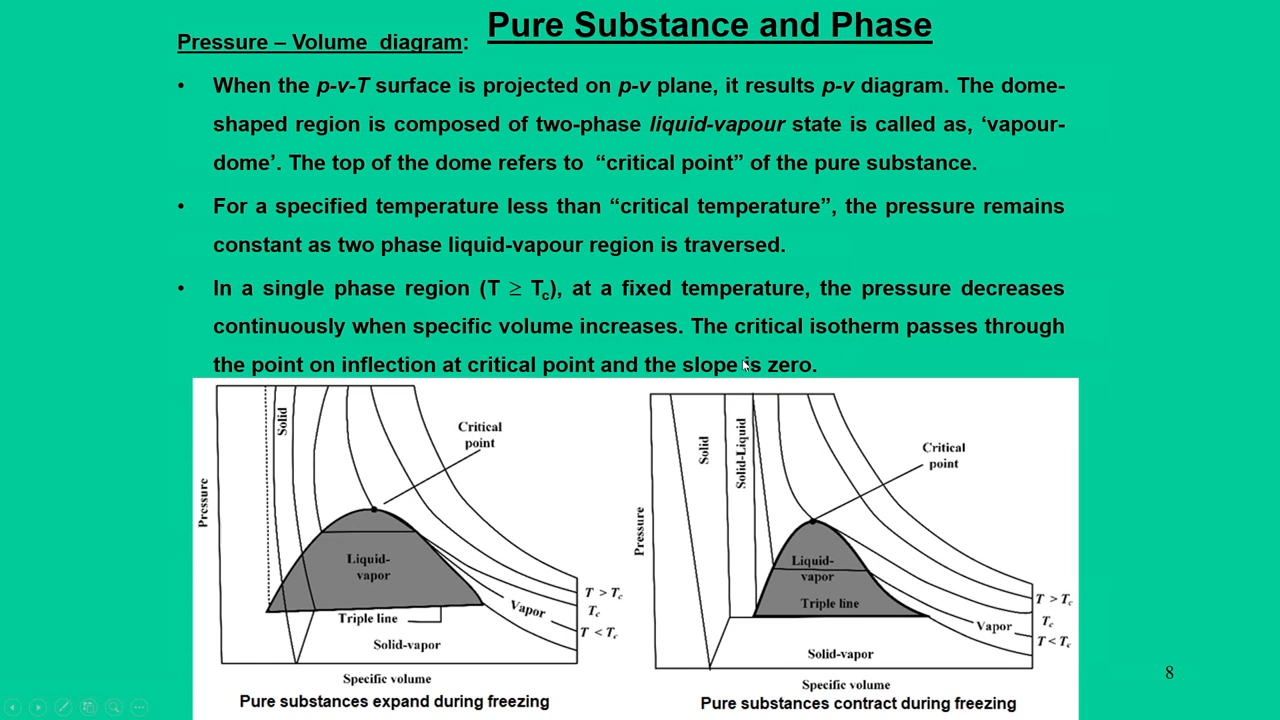 Pure Substance and Phase
Pressure – Volume diagram:
• When the p-v-T surface is projected on p-v plane, it results p-v diagram. The dome-
shaped region is composed of two-phase liquid-vapour state is called as, ‘vapour-
dome’. The top of the dome refers to “critical point” of the pure substance.
• For a specified temperature less than “critical temperature”, the pressure remains
constant as two phase liquid-vapour region is traversed.
• In a single phase region (T ≥ Tc), at a fixed temperature, the pressure decreases
continuously when specific volume increases. The critical isotherm passes through
the point on inflection at critical point and the slope is zero.
Pressure
Solid
Critical
point
Liquid-
vapor
Triple line
Solid-vapor
Vapor
T > Tc
Tc
T < Tc
Specific volume
Pure substances expand during freezing
Pressure
Solid
Solid-Liquid
Critical
point
Liquid-
vapor
Triple line
Solid-vapor
Vapor
T > Tc
Tc
T < Tc
Specific volume
Pure substances contract during freezing
8